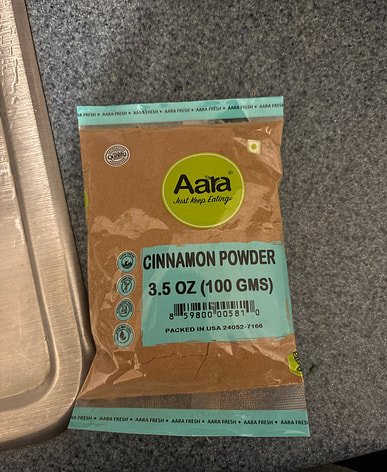 AARA FRESH • AARA FRESH • AARA FRESH • AARA FRESH • AARA FRESH
Quality
Aara
Just Keep Eating
CINNAMON POWDER
3.5 OZ (100 GMS)
8 59800 00581 0
PACKED IN USA 24052-7166
AARA FRESH • AARA FRESH • AARA FRESH • AARA FRESH • AARA FRESH